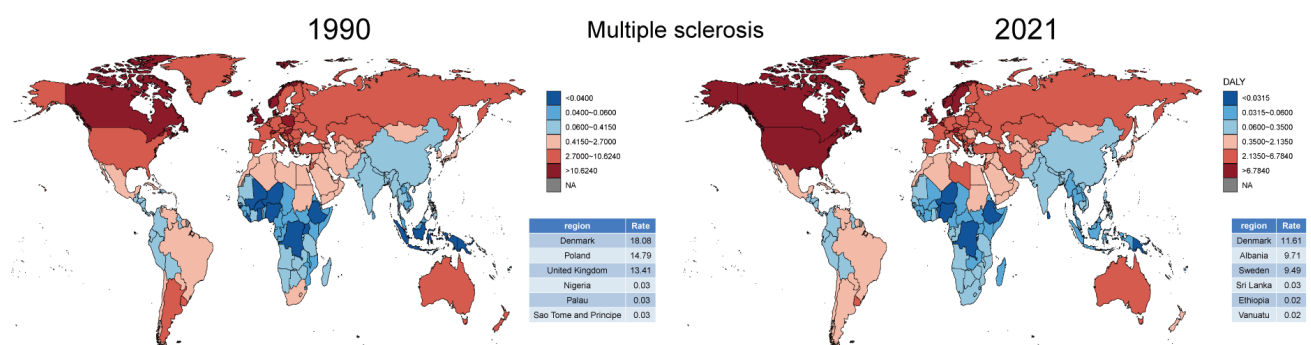 1990
Multiple sclerosis
2021
<0.0400
0.0400~0.0600
0.0600~0.4150
0.4150~2.7000
2.7000~10.6240
>10.6240
NA
region Rate
Denmark 18.08
Poland 14.79
United Kingdom 13.41
Nigeria 0.03
Palau 0.03
Sao Tome and Principe 0.03
DALY
<0.0315
0.0315~0.0600
0.0600~0.3500
0.3500~2.1350
2.1350~6.7840
>6.7840
NA
region Rate
Denmark 11.61
Albania 9.71
Sweden 9.49
Sri Lanka 0.03
Ethiopia 0.02
Vanuatu 0.02